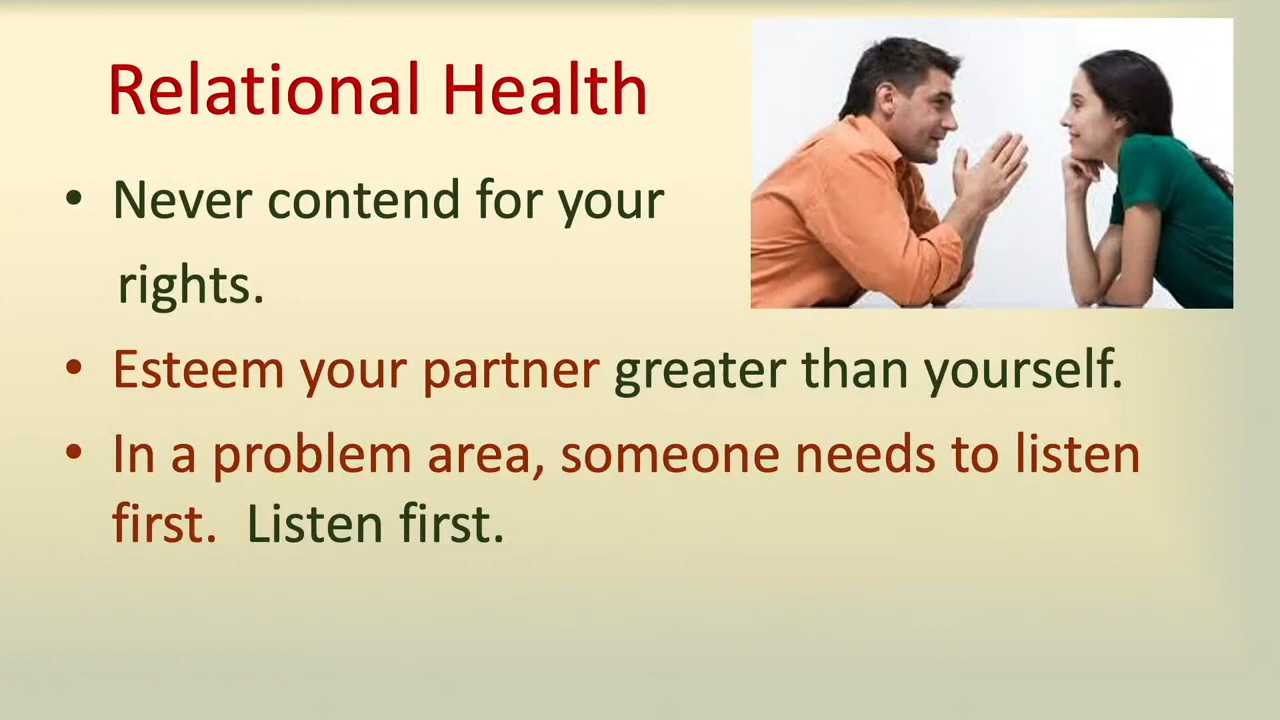 Relational Health
• Never contend for your
rights.
• Esteem your partner greater than yourself.
• In a problem area, someone needs to listen
first.  Listen first.